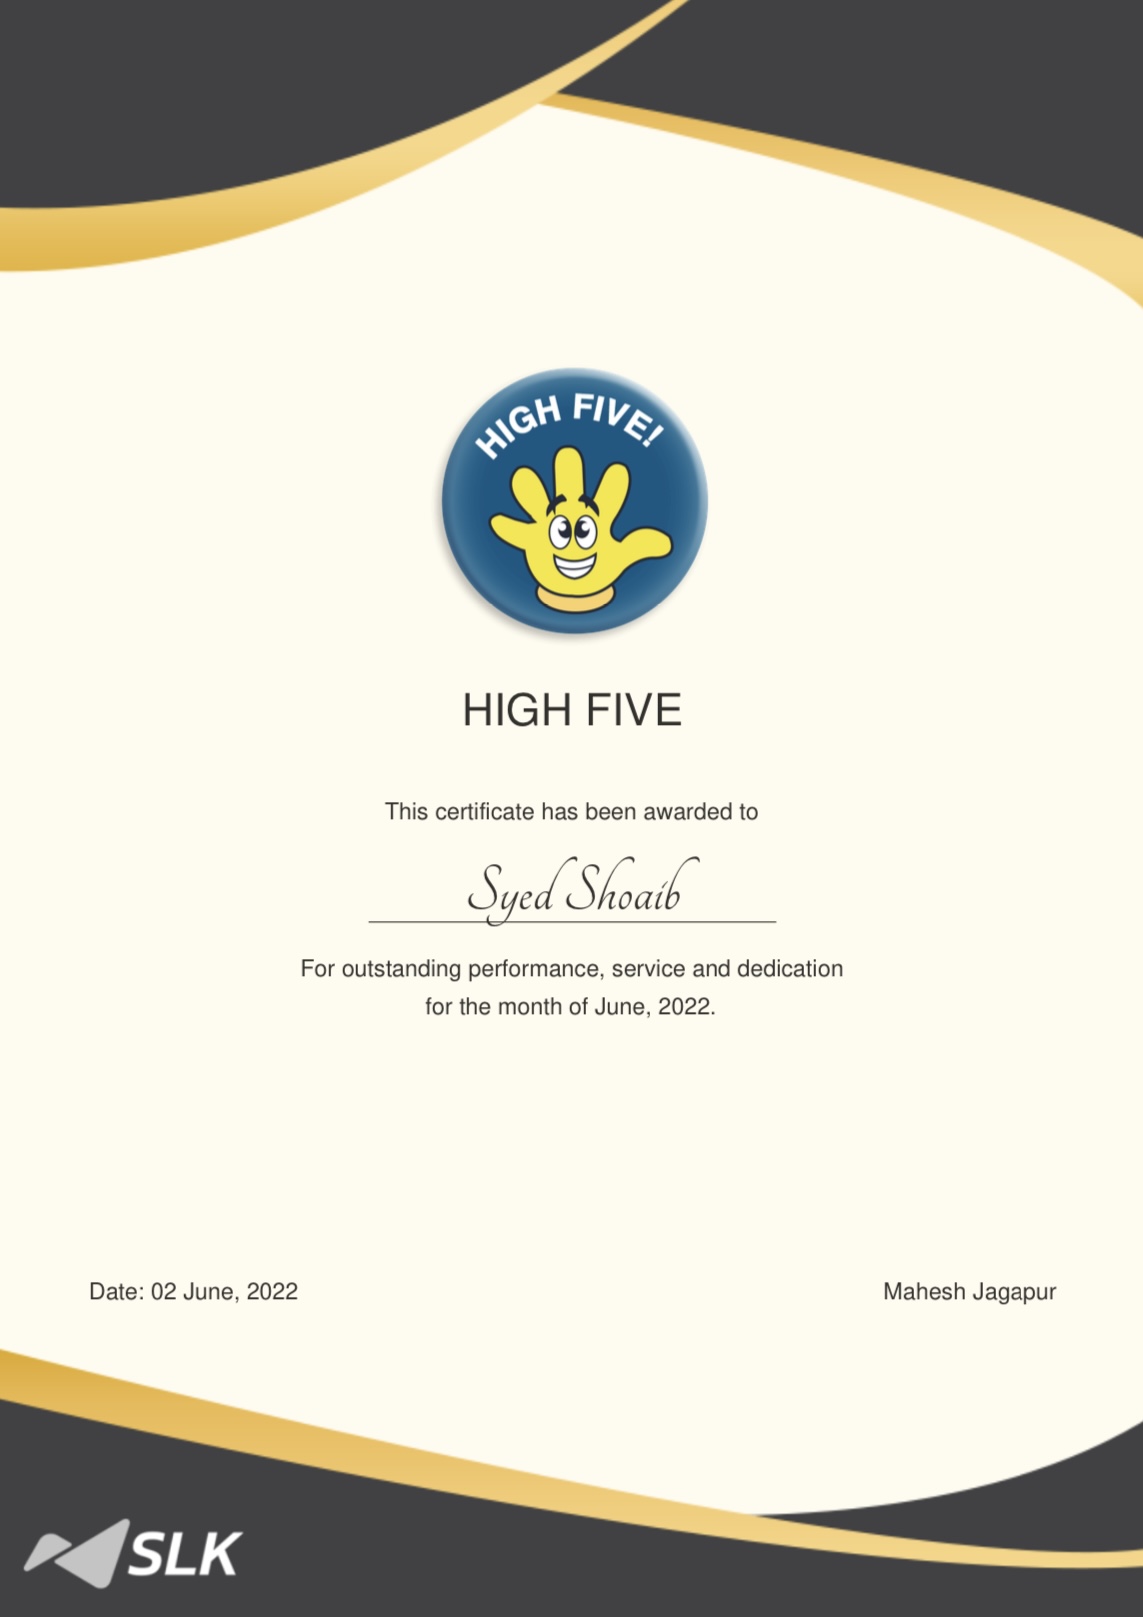 HIGH FIVE!
HIGH FIVE
This certificate has been awarded to
Syed Shoaib
For outstanding performance, service and dedication
for the month of June, 2022.
Date: 02 June, 2022
Mahesh Jagapur
SLK